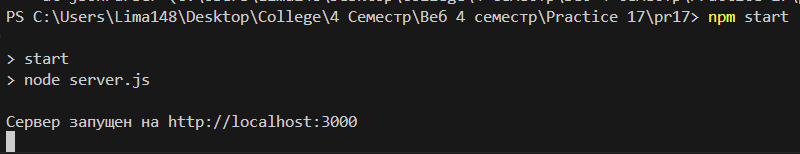 PS C:\Users\Lima148\Desktop\College\4 Семестр\Веб 4 семестр\Practice 17\pr17> npm start
> start
> node server.js
Сервер запущен на http://localhost:3000